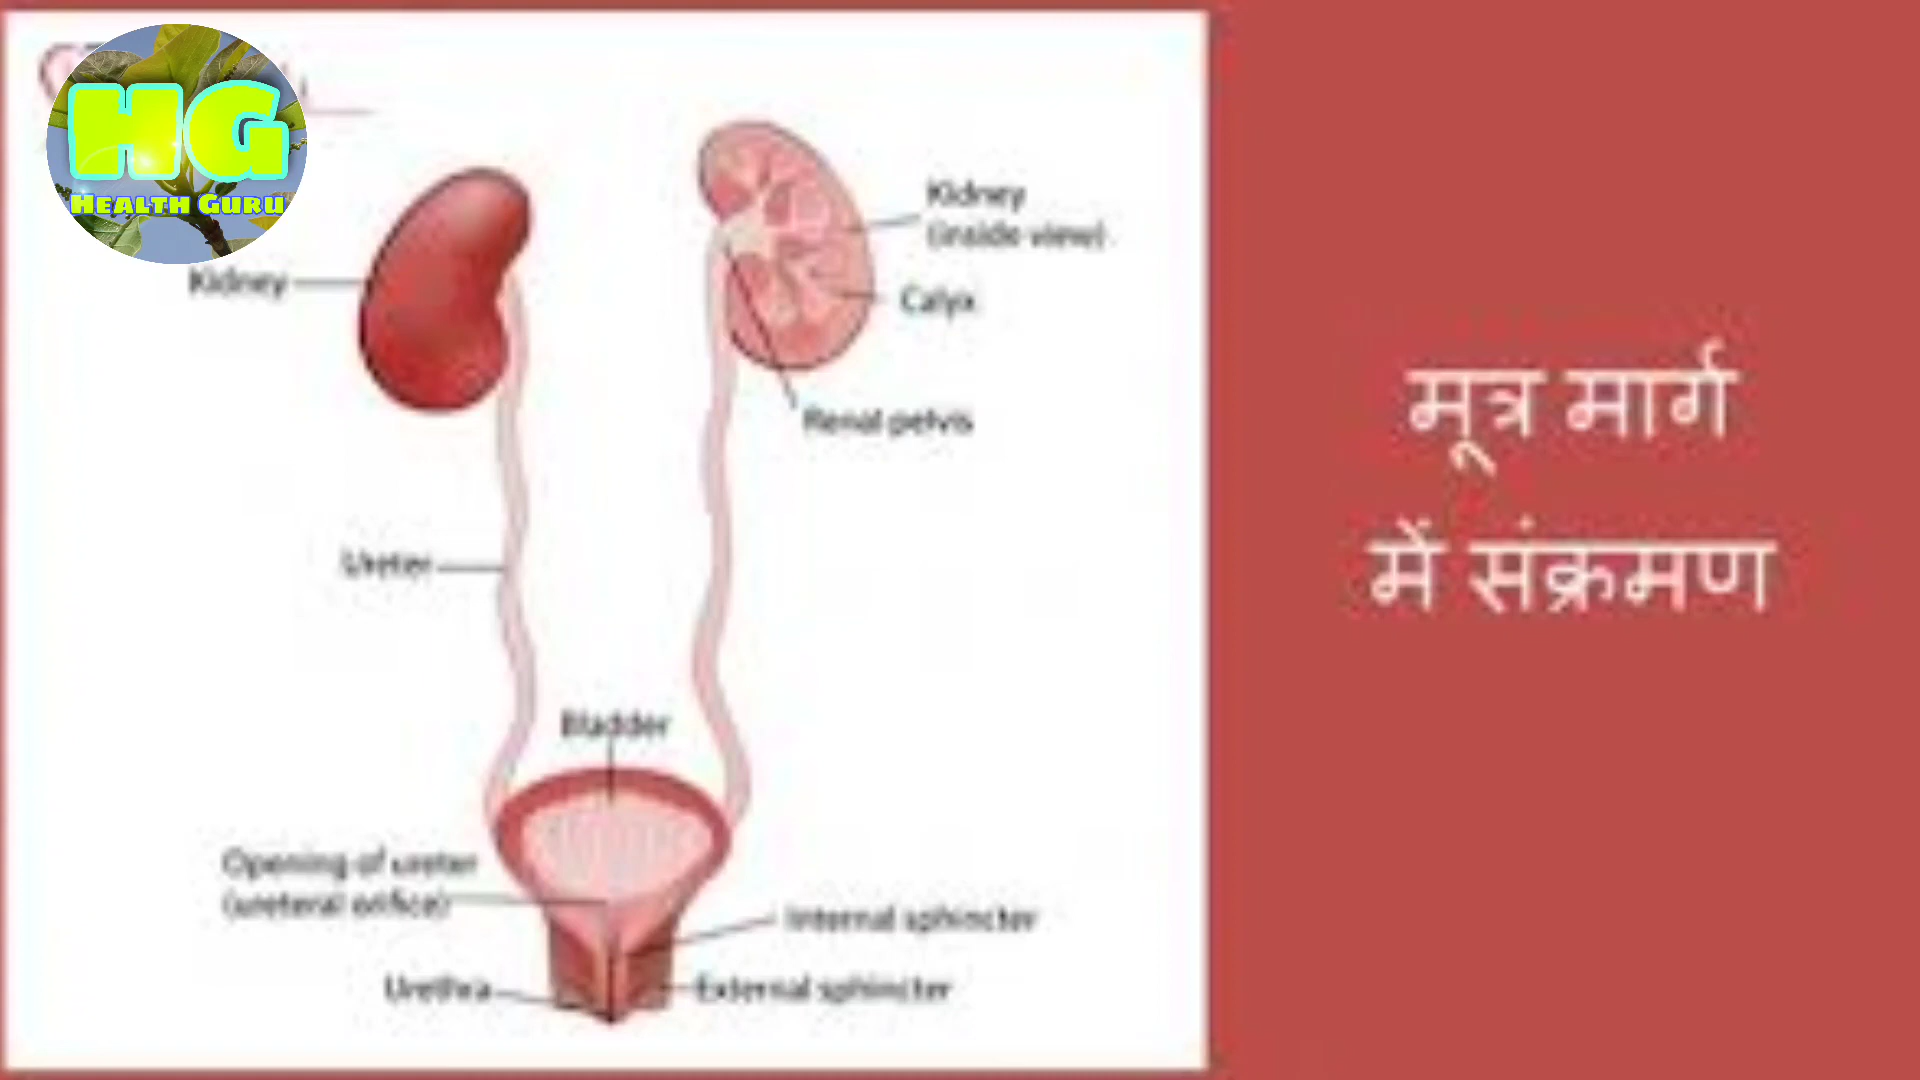 HG
HEALTH GURU
Kidney
Kidney
(inside view)
Calyx
Renal pelvis
Ureter
Bladder
Opening of ureter
(ureteral orifice)
Internal sphincter
Urethra
External sphincter
मूत्र मार्ग
में संक्रमण